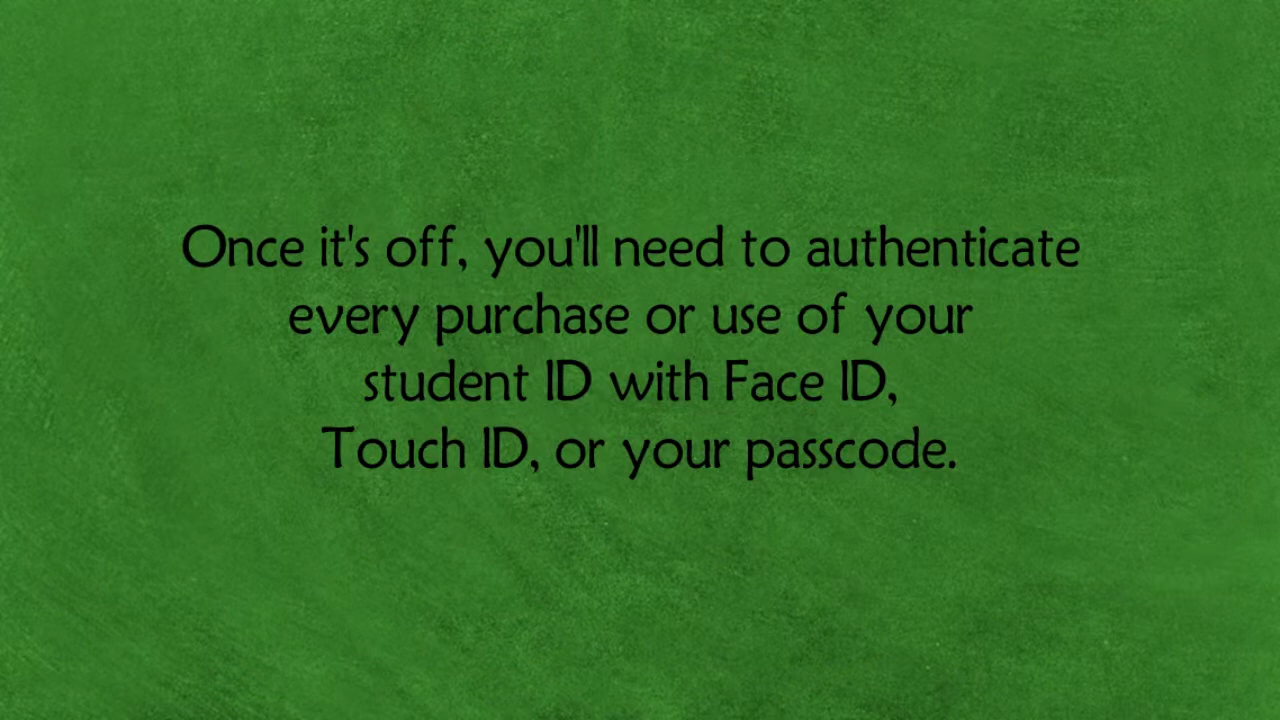 Once it's off, you'll need to authenticate
every purchase or use of your
student ID with Face ID,
Touch ID, or your passcode.